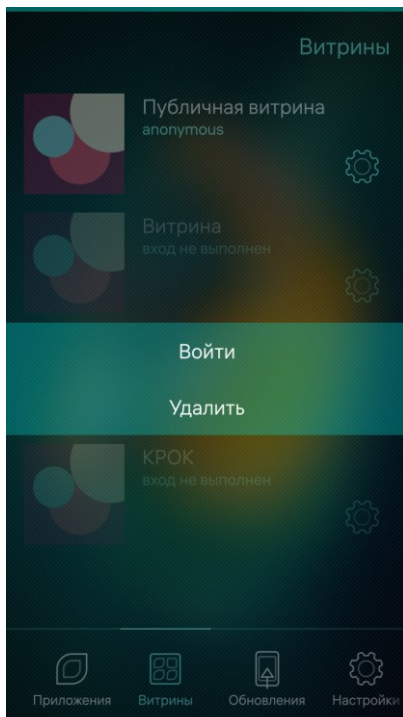 Витрины
Публичная витрина
anonymous
Витрина
вход не выполнен
Войти
Удалить
КРОК
вход не выполнен
Приложения
Витрины
Обновления
Настройки